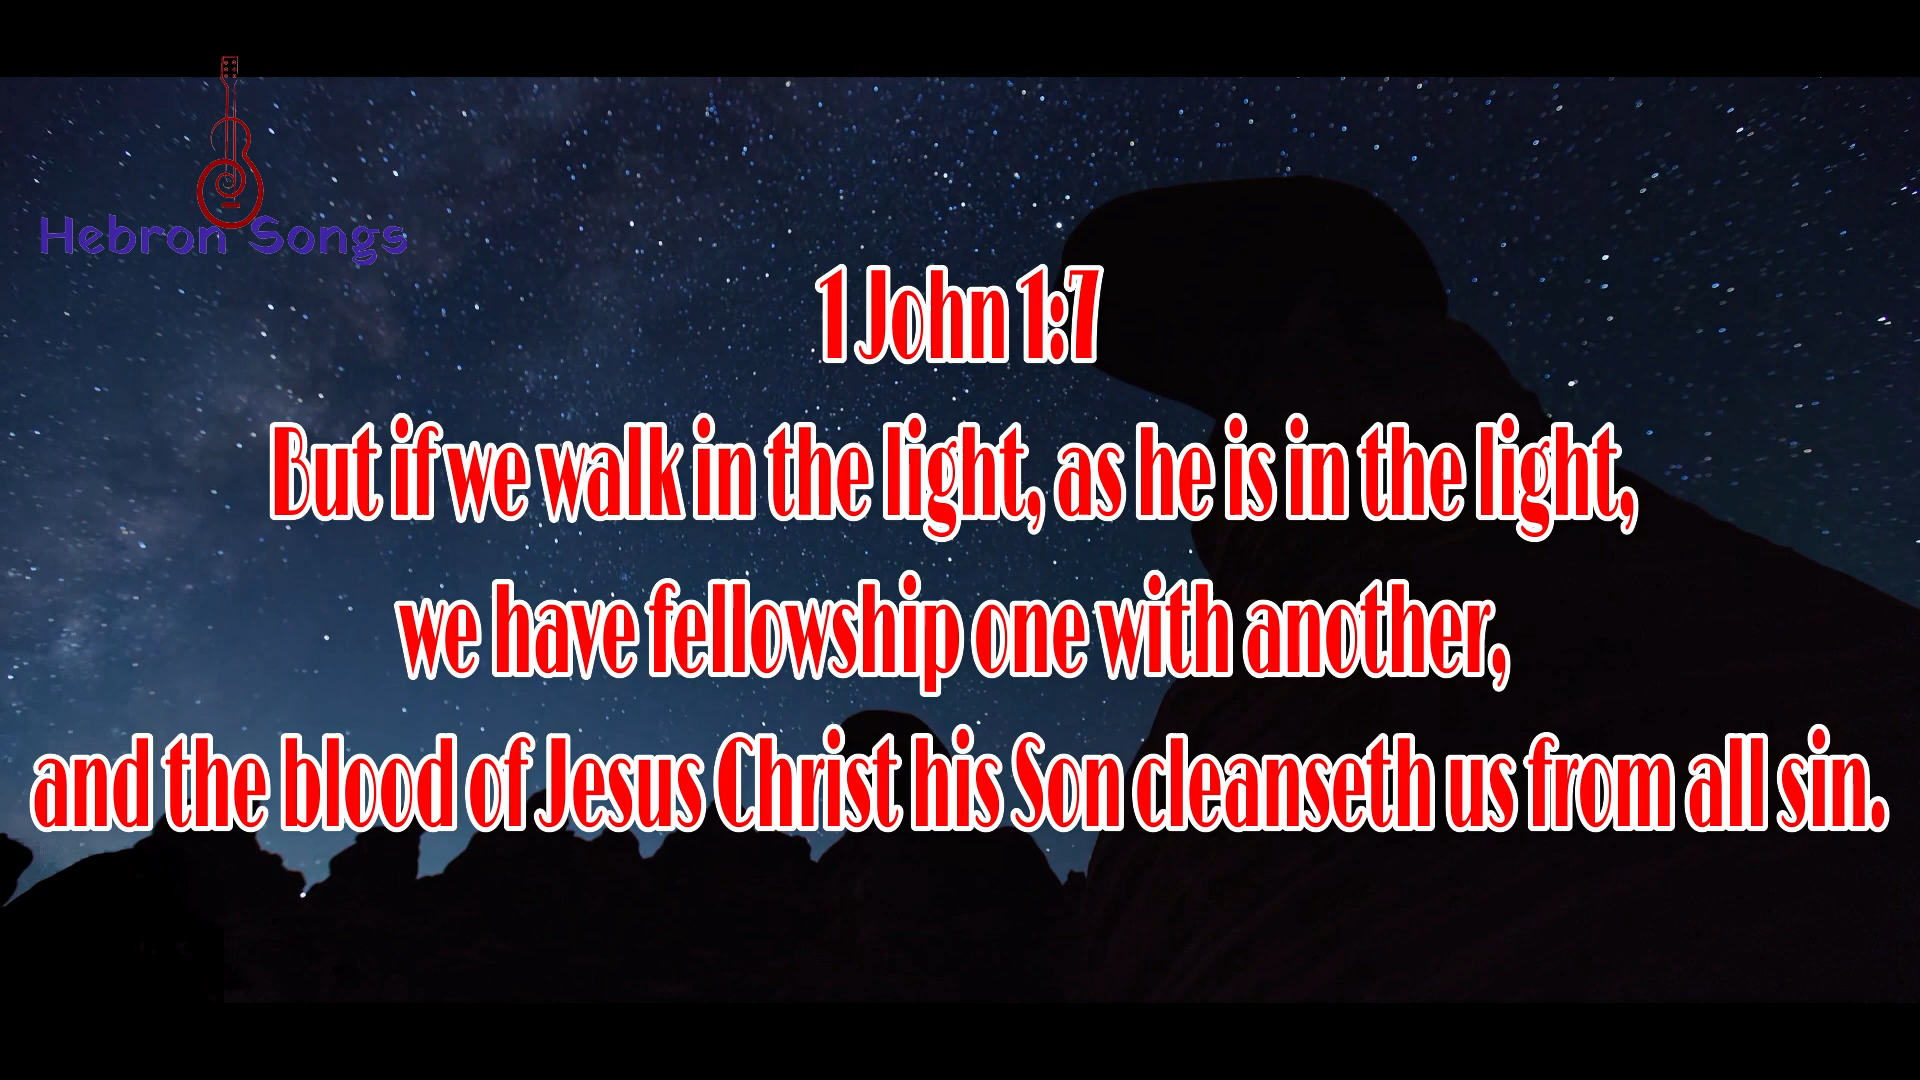 Hebron Songs
1 John 1:7
But if we walk in the light, as he is in the light,
we have fellowship one with another,
and the blood of Jesus Christ his Son cleanseth us from all sin.